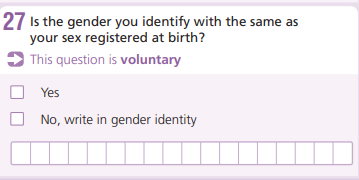 27 Is the gender you identify with the same as
your sex registered at birth?
This question is voluntary
Yes
No, write in gender identity